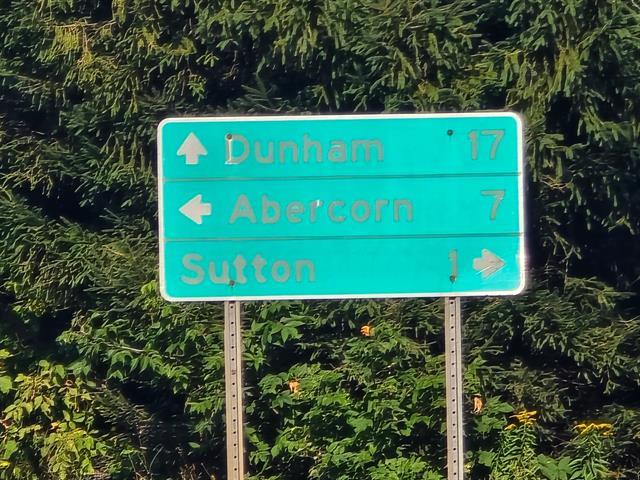 Dunham 17
Abercorn 7
Sutton 1